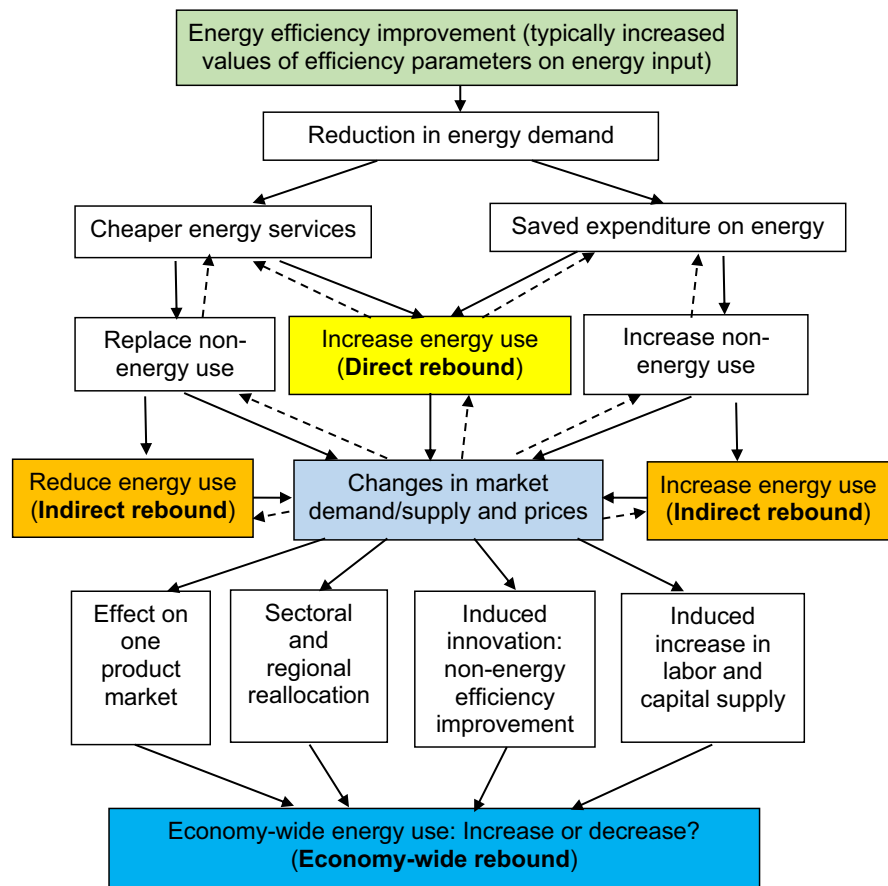 Energy efficiency improvement (typically increased
values of efficiency parameters on energy input)
Reduction in energy demand
Cheaper energy services
Saved expenditure on energy
Replace non-
energy use
Increase energy use
(Direct rebound)
Increase non-
energy use
Reduce energy use
(Indirect rebound)
Changes in market
demand/supply and prices
Increase energy use
(Indirect rebound)
Effect on
one
product
market
Sectoral
and
regional
reallocation
Induced
innovation:
non-energy
efficiency
improvement
Induced
increase in
labor and
capital supply
Economy-wide energy use: Increase or decrease?
(Economy-wide rebound)